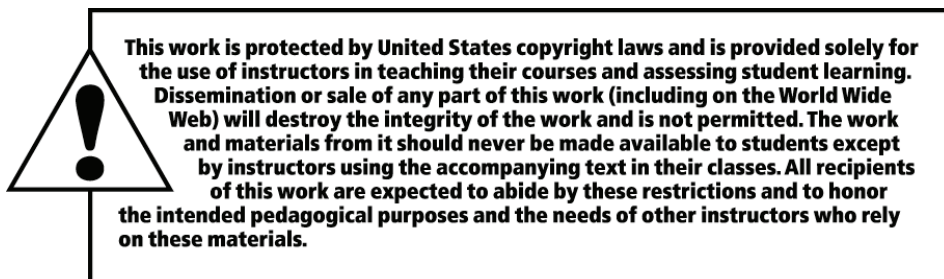 This work is protected by United States copyright laws and is provided solely for
the use of instructors in teaching their courses and assessing student learning.
Dissemination or sale of any part of this work (including on the World Wide
Web) will destroy the integrity of the work and is not permitted. The work
and materials from it should never be made available to students except
by instructors using the accompanying text in their classes. All recipients
of this work are expected to abide by these restrictions and to honor
the intended pedagogical purposes and the needs of other instructors who rely
on these materials.